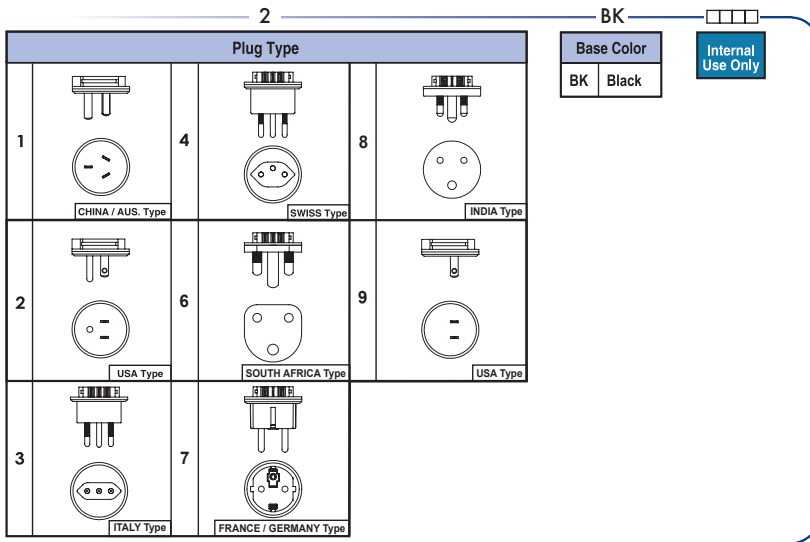 2
BK
Plug Type
1
CHINA / AUS. Type
4
SWISS Type
8
INDIA Type
2
USA Type
6
SOUTH AFRICA Type
9
USA Type
3
ITALY Type
7
FRANCE / GERMANY Type
Base Color
BK Black
Internal
Use Only